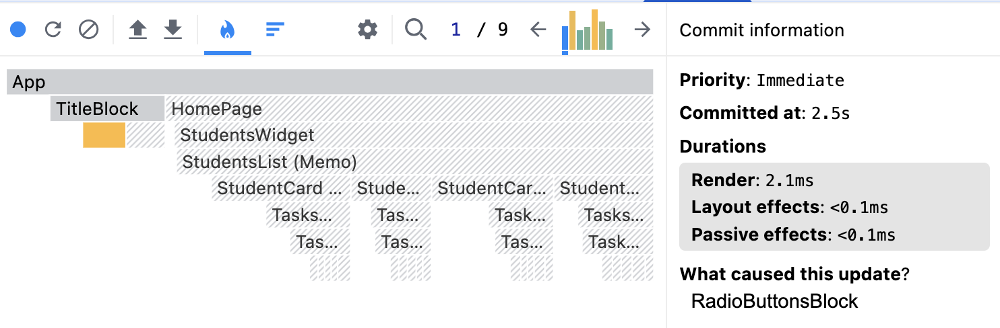 1 / 9
Commit information
App
TitleBlock HomePage
StudentsWidget
StudentsList (Memo)
StudentCard ... Stude... StudentCar... Student...
Tasks... Tas... Task... Tasks...
Tas... Tas... Tas... Task...
Priority: Immediate
Committed at: 2.5s
Durations
Render: 2.1ms
Layout effects: <0.1ms
Passive effects: <0.1ms
What caused this update?
RadioButtonsBlock